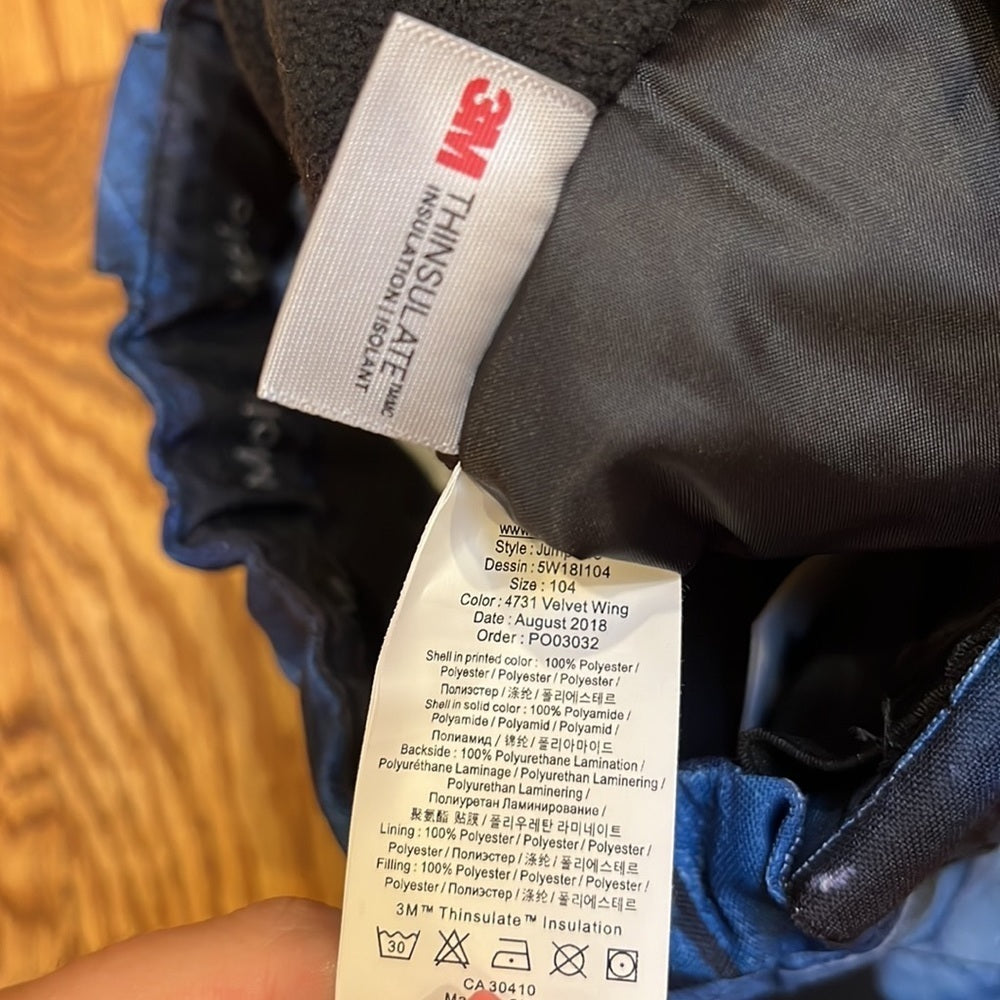 3M
THINSULATE™/MC
INSULATION | ISOLANT
www.
Style :
Dessin : 5W18I104
Size : 104
Color : 4731 Velvet Wing
Date : August 2018
Order : PO03032
Shell in printed color : 100% Polyester /
Polyester / Polyester / Polyester /
Полиэстер / 涤纶 / 폴리에스테르
Shell in solid color : 100% Polyamide /
Polyamide / Polyamid / Polyamid /
Полиамид / 锦纶 / 폴리아마이드
Backside : 100% Polyurethane Lamination /
Polyuréthane Laminage / Polyurethan Laminering /
Polyurethan Laminering /
Полиуретан Ламинирование /
聚氨酯 贴膜 / 폴리우레탄 라미네이트
Lining : 100% Polyester / Polyester / Polyester /
Polyester / Полиэстер / 涤纶 / 폴리에스테르
Filling : 100% Polyester / Polyester / Polyester /
Polyester / Полиэстер / 涤纶 / 폴리에스테르
3M™ Thinsulate™ Insulation
30
CA 30410